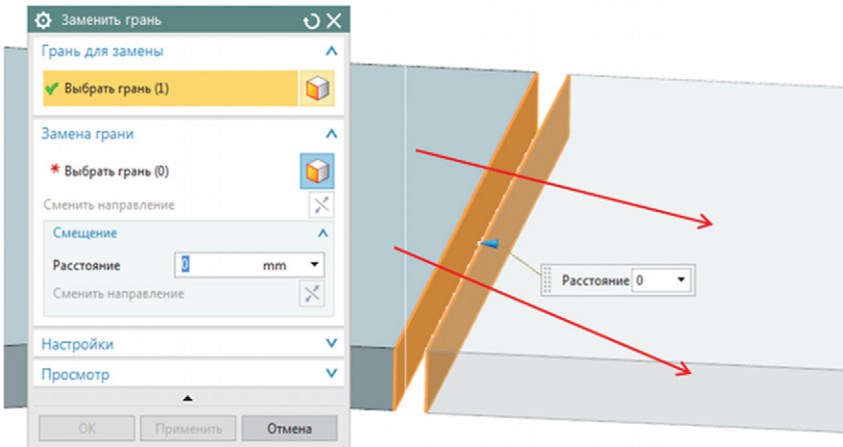 Заменить грань
Грань для замены
Выбрать грань (1)
Замена грани
* Выбрать грань (0)
Сменить направление
Смещение
Расстояние 0 mm
Сменить направление
Расстояние 0
Настройки
Просмотр
ОК Применить Отмена